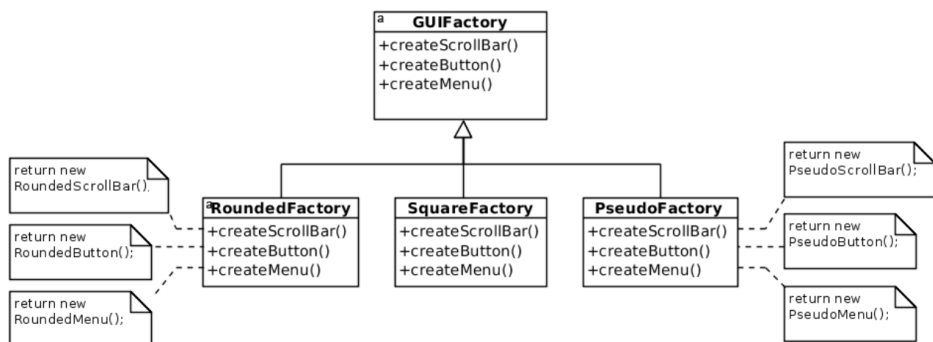 a
GUIFactory
+createScrollBar()
+createButton()
+createMenu()
return new
RoundedScrollBar().
return new
RoundedButton();
return new
RoundedMenu();
a
RoundedFactory
+createScrollBar()
+createButton()
+createMenu()
SquareFactory
+createScrollBar()
+createButton()
+createMenu()
PseudoFactory
+createScrollBar()
+createButton()
+createMenu()
return new
PseudoScrollBar();
return new
PseudoButton();
return new
PseudoMenu();